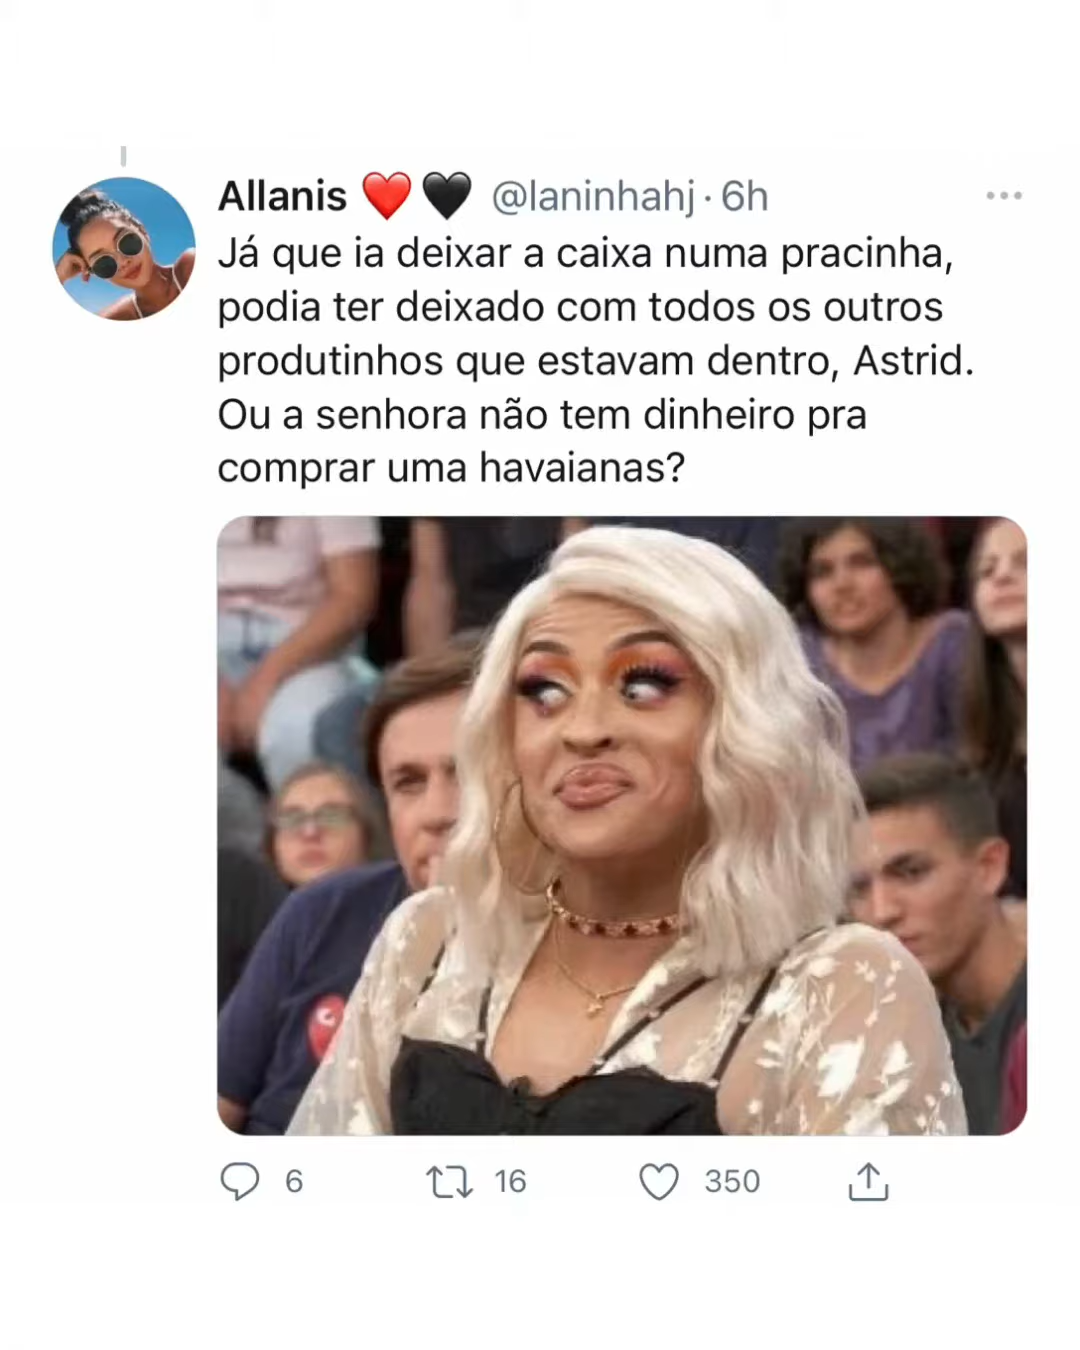 Allanis ❤️🖤 @laninhahj · 6h
Já que ia deixar a caixa numa pracinha,
podia ter deixado com todos os outros
produtinhos que estavam dentro, Astrid.
Ou a senhora não tem dinheiro pra
comprar uma havaianas?
6 16 350